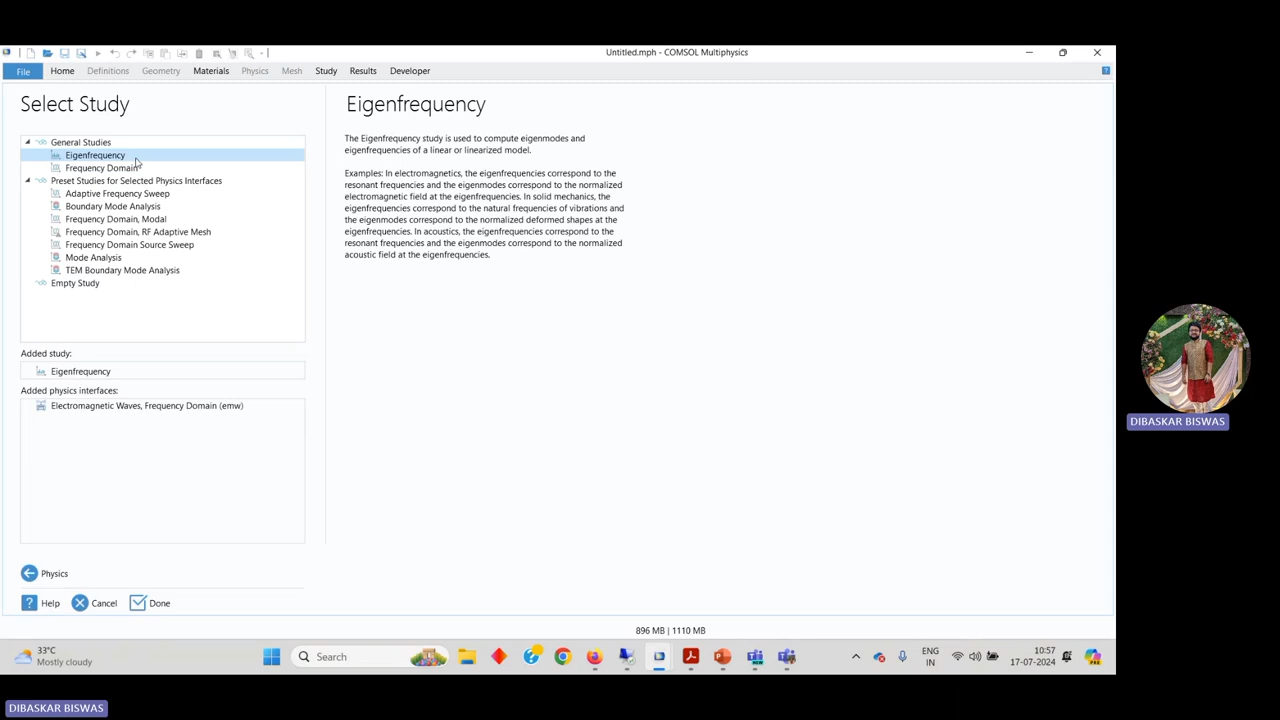 Untitled.mph - COMSOL Multiphysics
File Home Definitions Geometry Materials Physics Mesh Study Results Developer
Select Study
General Studies
Eigenfrequency
Frequency Domain
Preset Studies for Selected Physics Interfaces
Adaptive Frequency Sweep
Boundary Mode Analysis
Frequency Domain, Modal
Frequency Domain, RF Adaptive Mesh
Frequency Domain Source Sweep
Mode Analysis
TEM Boundary Mode Analysis
Empty Study
Added study:
Eigenfrequency
Added physics interfaces:
Electromagnetic Waves, Frequency Domain (emw)
Physics
Help Cancel Done
Eigenfrequency
The Eigenfrequency study is used to compute eigenmodes and
eigenfrequencies of a linear or linearized model.
Examples: In electromagnetics, the eigenfrequencies correspond to the
resonant frequencies and the eigenmodes correspond to the normalized
electromagnetic field at the eigenfrequencies. In solid mechanics, the
eigenfrequencies correspond to the natural frequencies of vibrations and
the eigenmodes correspond to the normalized deformed shapes at the
eigenfrequencies. In acoustics, the eigenfrequencies correspond to the
resonant frequencies and the eigenmodes correspond to the normalized
acoustic field at the eigenfrequencies.
896 MB | 1110 MB
DIBASKAR BISWAS
33°C
Mostly cloudy
Search
ENG
IN
10:57
17-07-2024
DIBASKAR BISWAS